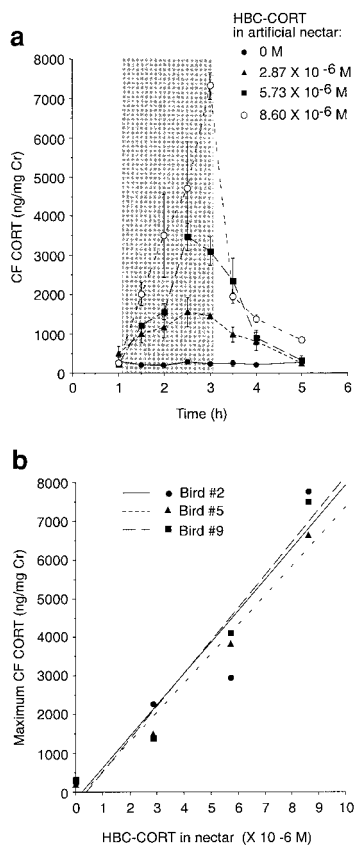 HBC-CORT
in artificial nectar:
a
● 0 M
▲ 2.87 X 10 -6 M
■ 5.73 X 10-6 M
○ 8.60 X 10-6 M
CF CORT (ng/mg Cr)
8000
7000
6000
5000
4000
3000
2000
1000
0
0 1 2 3 4 5 6
Time (h)
b
Bird #2
Bird #5
Bird #9
Maximum CF CORT (ng/mg Cr)
8000
7000
6000
5000
4000
3000
2000
1000
0
0 1 2 3 4 5 6 7 8 9 10
HBC-CORT in nectar (X 10 -6 M)